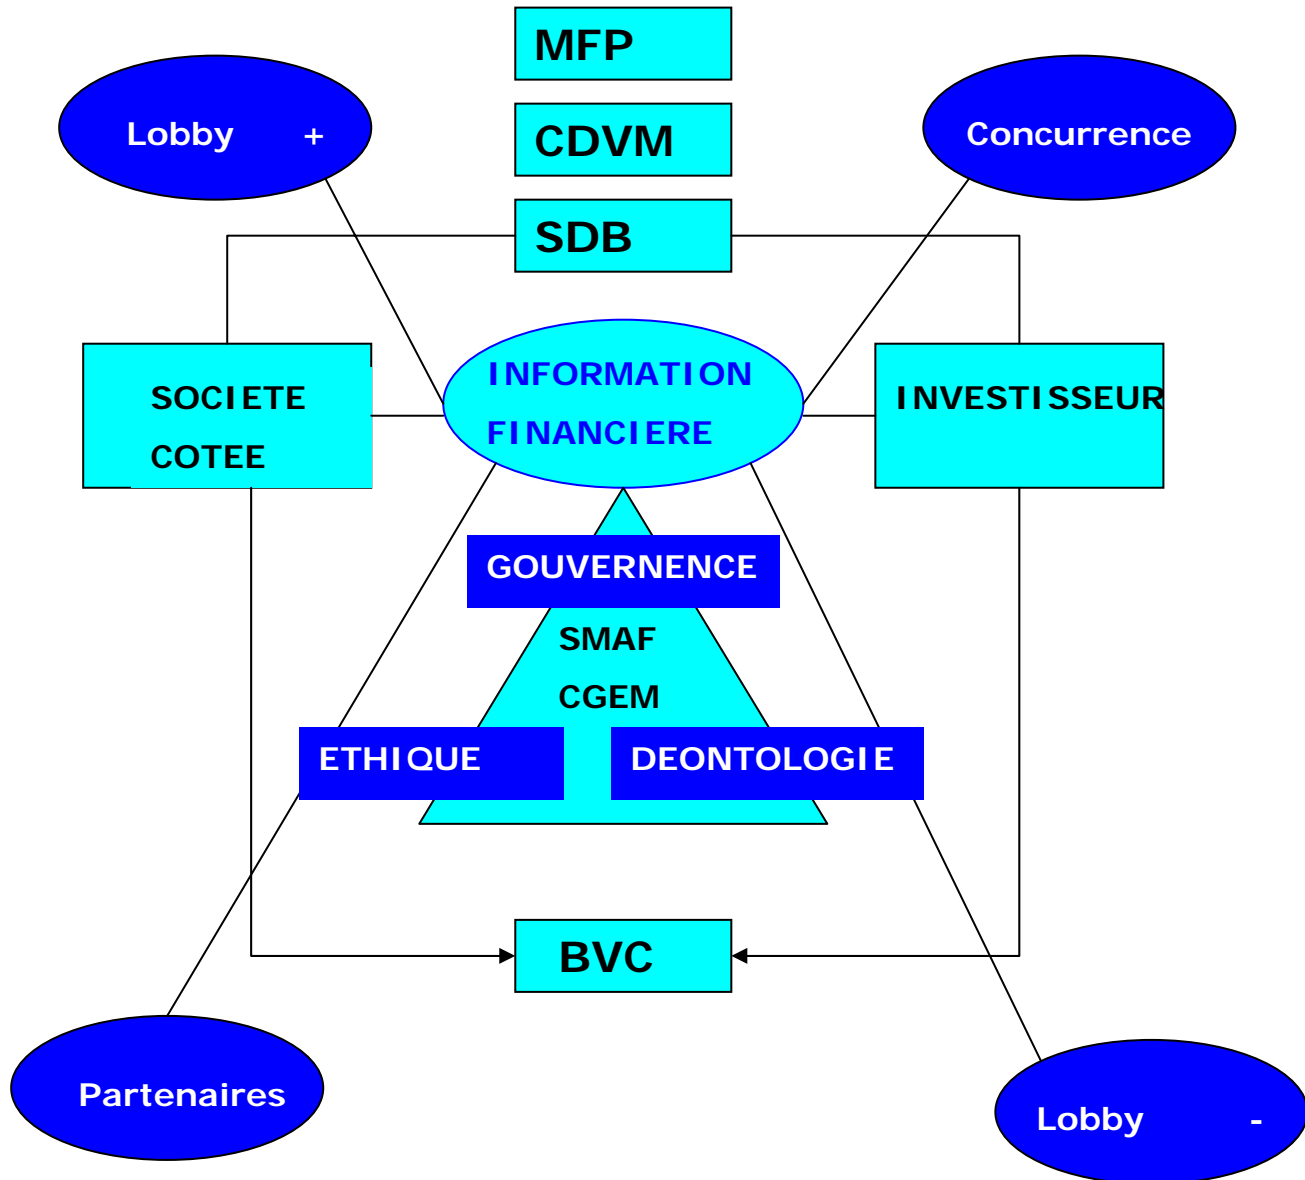 MFP
Lobby +
CDVM
Concurrence
SDB
INFORMATION
FINANCIERE
SOCIETE
COTEE
INVESTISSEUR
GOUVERNENCE
SMAF
CGEM
ETHIQUE
DEONTOLOGIE
BVC
Partenaires
Lobby -